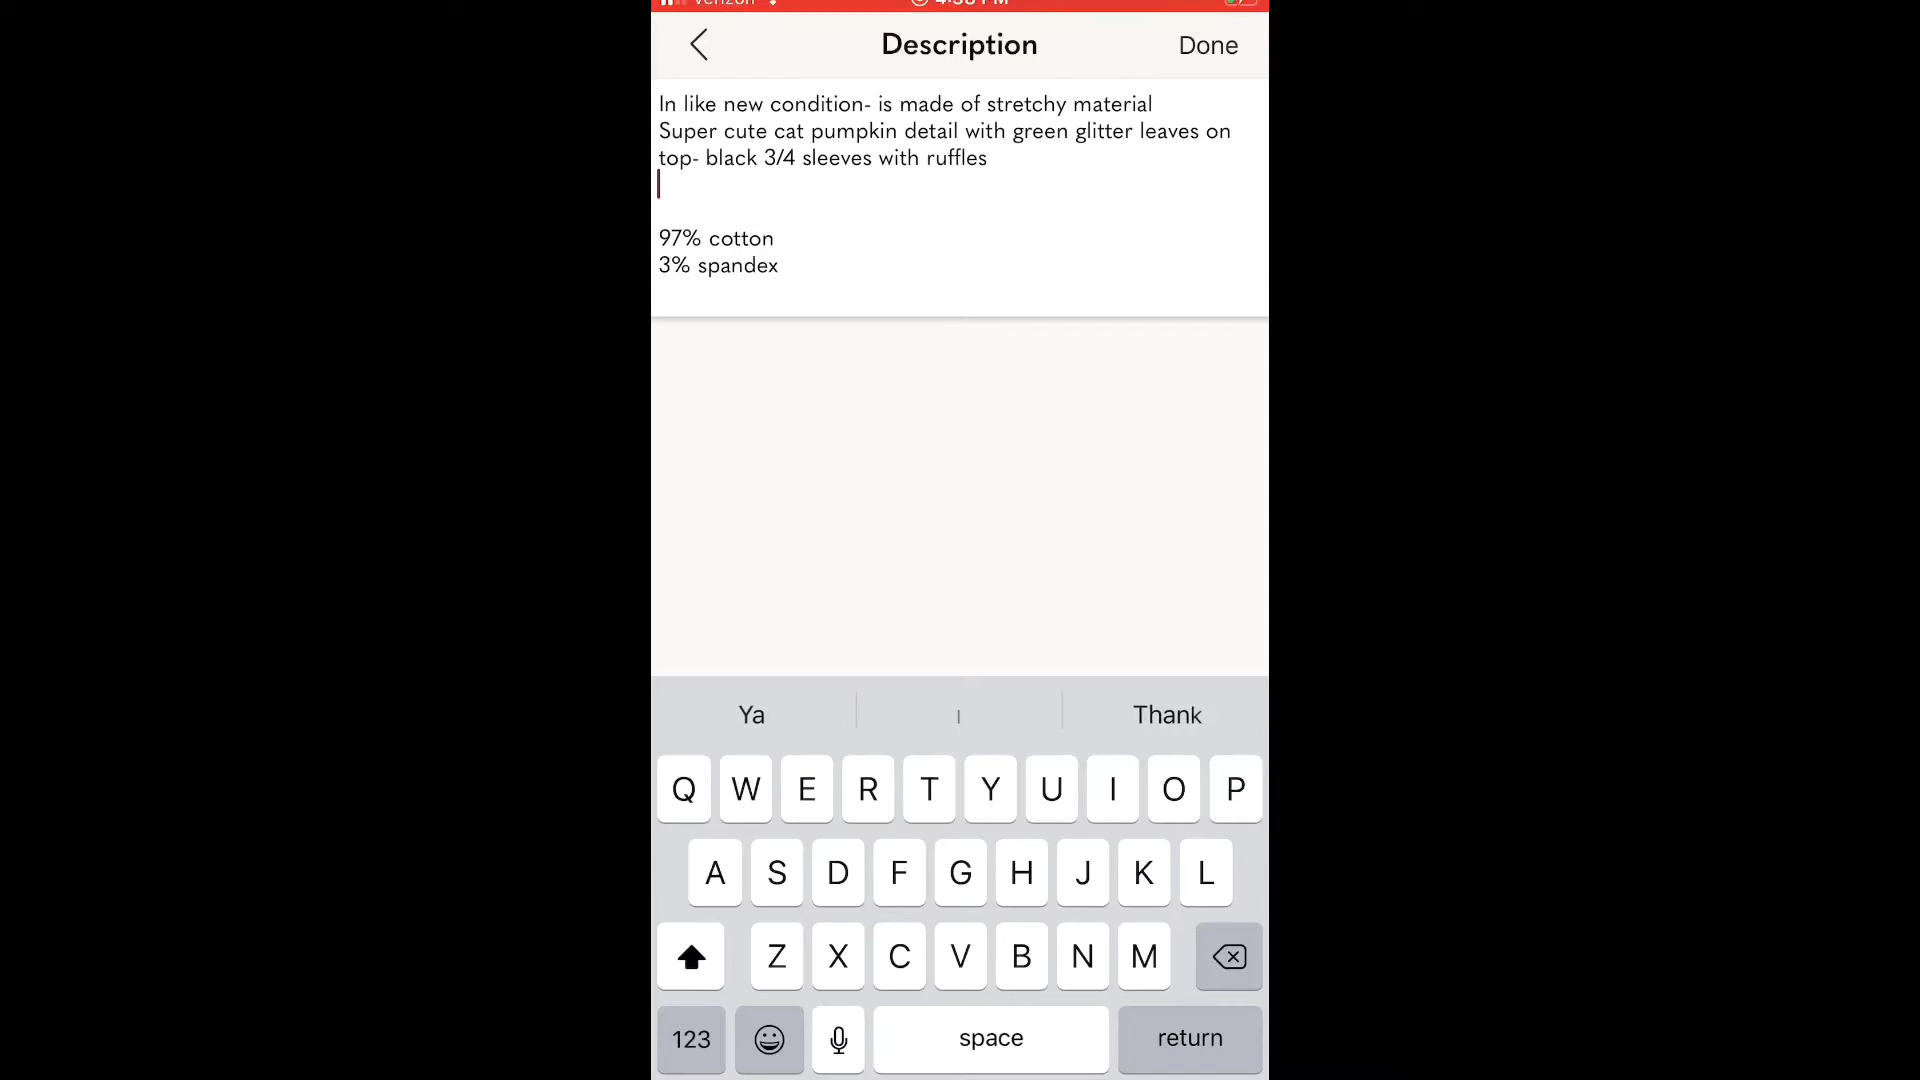 Description
Done
In like new condition- is made of stretchy material
Super cute cat pumpkin detail with green glitter leaves on
top- black 3/4 sleeves with ruffles
97% cotton
3% spandex
Ya
I
Thank
Q W E R T Y U I O P
A S D F G H J K L
Z X C V B N M
123
space
return